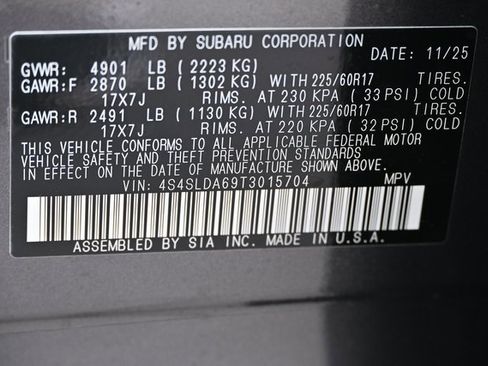 MFD BY SUBARU CORPORATION
DATE: 11/25
GVWR: 4901 LB (2223 KG)
GAWR:F 2870 LB (1302 KG) WITH 225/60R17 TIRES.
17X7J RIMS. AT 230 KPA (33 PSI) COLD
GAWR:R 2491 LB (1130 KG) WITH 225/60R17 TIRES.
17X7J RIMS. AT 220 KPA (32 PSI) COLD
THIS VEHICLE CONFORMS TO ALL APPLICABLE FEDERAL MOTOR
VEHICLE SAFETY AND THEFT PREVENTION STANDARDS
IN EFFECT ON THE DATE OF MANUFACTURE SHOWN ABOVE.
VIN: 4S4SLDA69T3015704 MPV
ASSEMBLED BY SIA INC. MADE IN U.S.A.